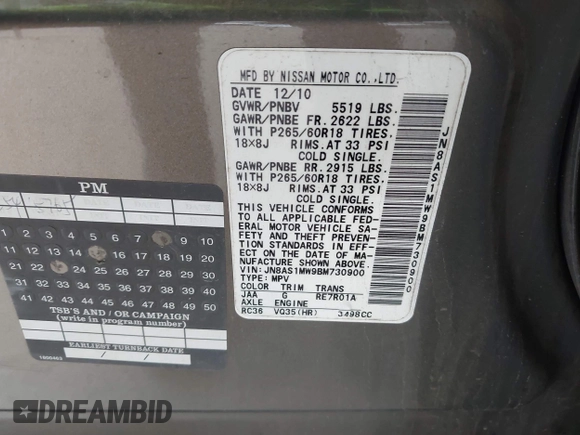 MFD BY NISSAN MOTOR CO.,LTD.
DATE 12/10
GVWR/PNBV 5519 LBS.
GAWR/PNBE FR. 2622 LBS.
WITH P265/60R18 TIRES.
18X8J RIMS. AT 33 PSI
COLD SINGLE.
GAWR/PNBE RR. 2915 LBS.
WITH P265/60R18 TIRES.
18X8J RIMS. AT 33 PSI
COLD SINGLE.
THIS VEHICLE CONFORMS
TO ALL APPLICABLE FED-
ERAL MOTOR VEHICLE SA-
FETY AND THEFT PREVEN-
TION STANDARDS IN EFF-
ECT ON THE DATE OF MA-
NUFACTURE SHOWN ABOVE.
VIN: JN8AS1MW9BM730900
TYPE: MPV
COLOR TRIM TRANS
JAA G RE7R01A
AXLE ENGINE
RC36 VQ35(HR) 3498CC
JN8AS1MW9BM730900
PM
1 2 3 4 5 6 7 9 10
11 12 13 14 16 17 18 19 20
21 22 24 25 26 27 28 29 30
31 32 33 34 35 36 37 38 39 40
41 42 43 44 45 46 47 48 49 50
TSB'S AND / OR CAMPAIGN
(write in program number)
EARLIEST TURNBACK DATE
/ /
DREAMBID